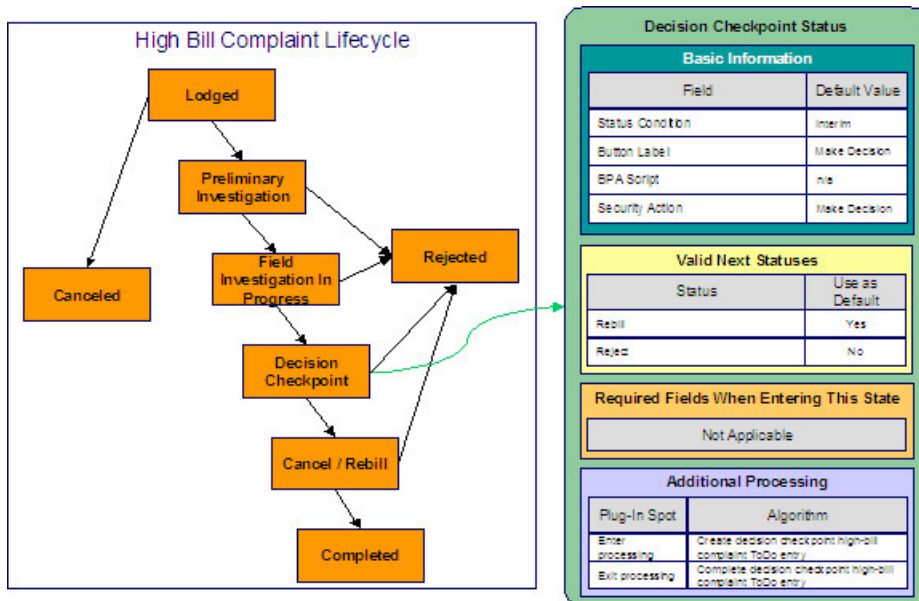 High Bill Complaint Lifecycle
Lodged
Preliminary
Investigation
Field
Investigation In
Progress
Rejected
Canceled
Decision
Checkpoint
Cancel / Rebill
Completed
Decision Checkpoint Status
Basic Information
Field Default Value
Status Condition Interim
Button Label Make Decision
BPA Script n/a
Security Action Make Decision
Valid Next Statuses
Status Use as
Default
Rebill Yes
Reject No
Required Fields When Entering This State
Not Applicable
Additional Processing
Plug-In Spot Algorithm
Enter
processing
Create decision checkpoint high-bill
complaint ToDo entry
Exit processing
Complete decision checkpoint high-bill
complaint ToDo entry